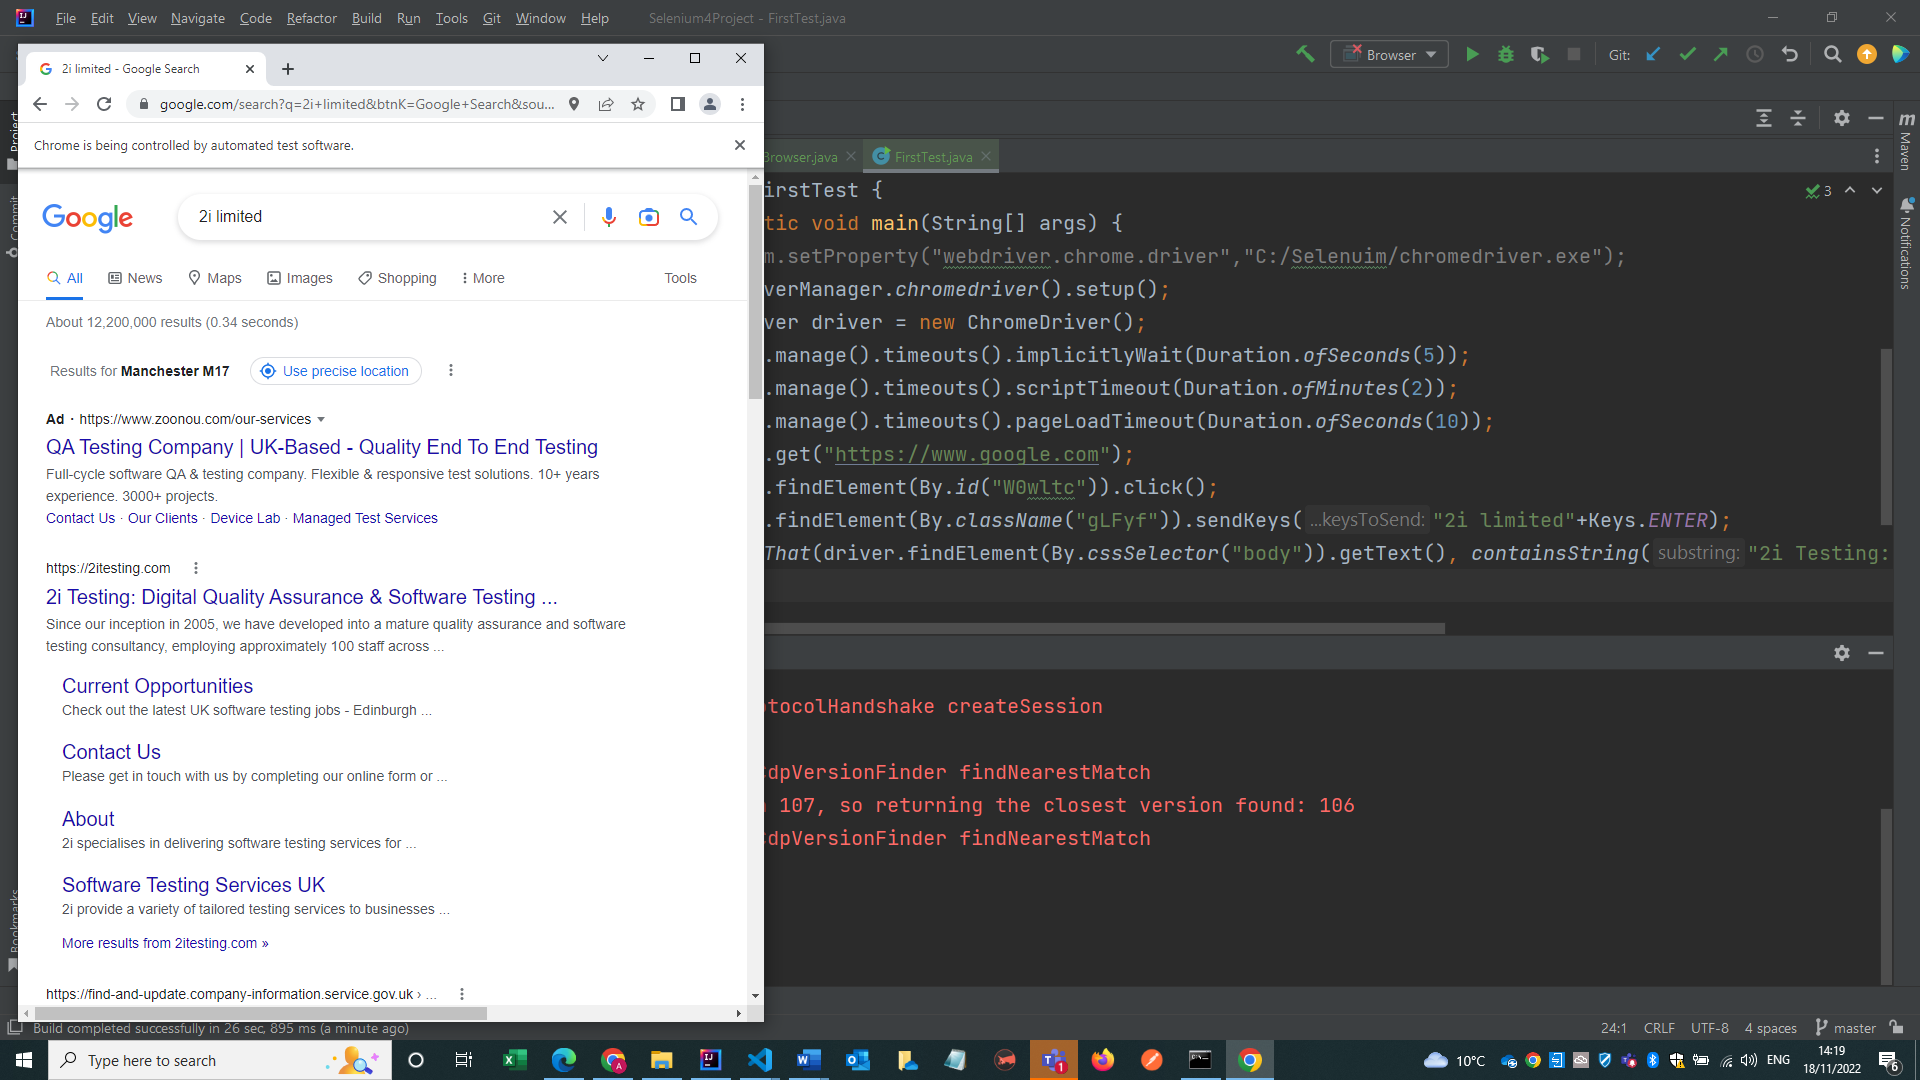 File Edit View Navigate Code Refactor Build Run Tools Git Window Help Selenium4Project - FirstTest.java
Browser Git:
2i limited - Google Search
google.com/search?q=2i+limited&btnK=Google+Search&sou...
Chrome is being controlled by automated test software.
Google
2i limited
All News Maps Images Shopping More Tools
About 12,200,000 results (0.34 seconds)
Results for Manchester M17 Use precise location
Ad · https://www.zoonou.com/our-services
QA Testing Company | UK-Based - Quality End To End Testing
Full-cycle software QA & testing company. Flexible & responsive test solutions. 10+ years
experience. 3000+ projects.
Contact Us · Our Clients · Device Lab · Managed Test Services
https://2itesting.com
2i Testing: Digital Quality Assurance & Software Testing ...
Since our inception in 2005, we have developed into a mature quality assurance and software
testing consultancy, employing approximately 100 staff across ...
Current Opportunities
Check out the latest UK software testing jobs - Edinburgh ...
Contact Us
Please get in touch with us by completing our online form or ...
About
2i specialises in delivering software testing services for ...
Software Testing Services UK
2i provide a variety of tailored testing services to businesses ...
More results from 2itesting.com »
https://find-and-update.company-information.service.gov.uk › ...
Project
Commit
Bookmarks
Browser.java FirstTest.java
irstTest {
3
tic void main(String[] args) {
m.setProperty("webdriver.chrome.driver","C:/Selenuim/chromedriver.exe");
verManager.chromedriver().setup();
ver driver = new ChromeDriver();
.manage().timeouts().implicitlyWait(Duration.ofSeconds(5));
.manage().timeouts().scriptTimeout(Duration.ofMinutes(2));
.manage().timeouts().pageLoadTimeout(Duration.ofSeconds(10));
.get("https://www.google.com");
.findElement(By.id("W0wltc")).click();
.findElement(By.className("gLFyf")).sendKeys( ...keysToSend: "2i limited"+Keys.ENTER);
That(driver.findElement(By.cssSelector("body")).getText(), containsString( substring: "2i Testing:
otocolHandshake createSession
CdpVersionFinder findNearestMatch
107, so returning the closest version found: 106
CdpVersionFinder findNearestMatch
m Maven
Notifications
Build completed successfully in 26 sec, 895 ms (a minute ago)
24:1 CRLF UTF-8 4 spaces master
Type here to search
1
10°C ENG
14:19
18/11/2022
6